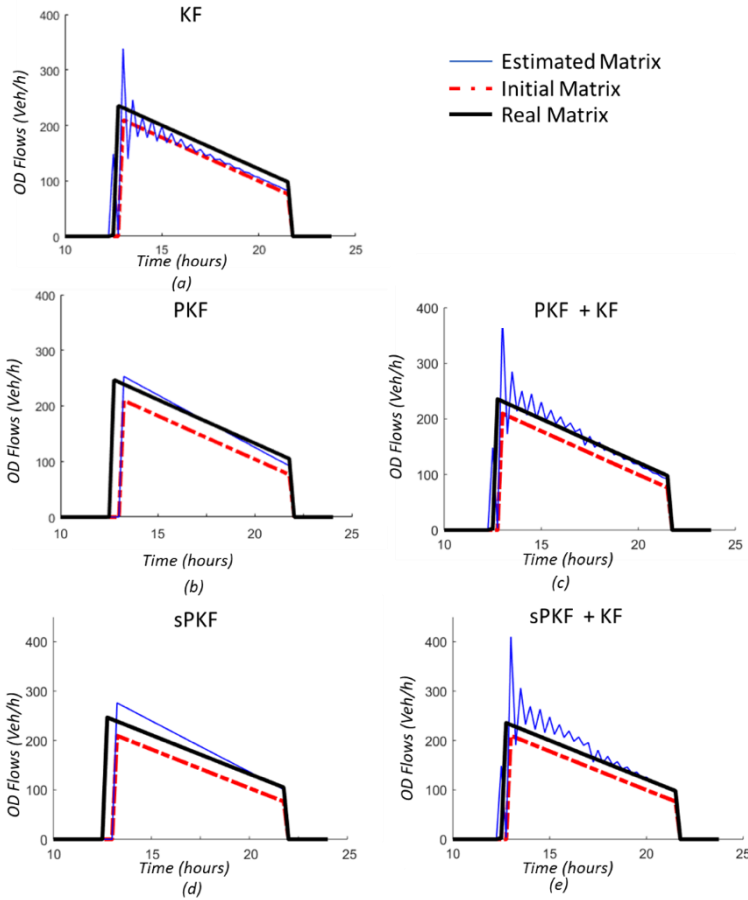 KF
400
300
200
100
0
OD Flows (Veh/h)
10 15 20 25
Time (hours)
(a)
Estimated Matrix
Initial Matrix
Real Matrix
PKF
400
300
200
100
0
OD Flows (Veh/h)
10 15 20 25
Time (hours)
(b)
PKF + KF
400
300
200
100
0
OD Flows (Veh/h)
10 15 20 25
Time (hours)
(c)
sPKF
400
300
200
100
0
OD Flows (Veh/h)
10 15 20 25
Time (hours)
(d)
sPKF + KF
400
300
200
100
0
OD Flows (Veh/h)
10 15 20 25
Time (hours)
(e)